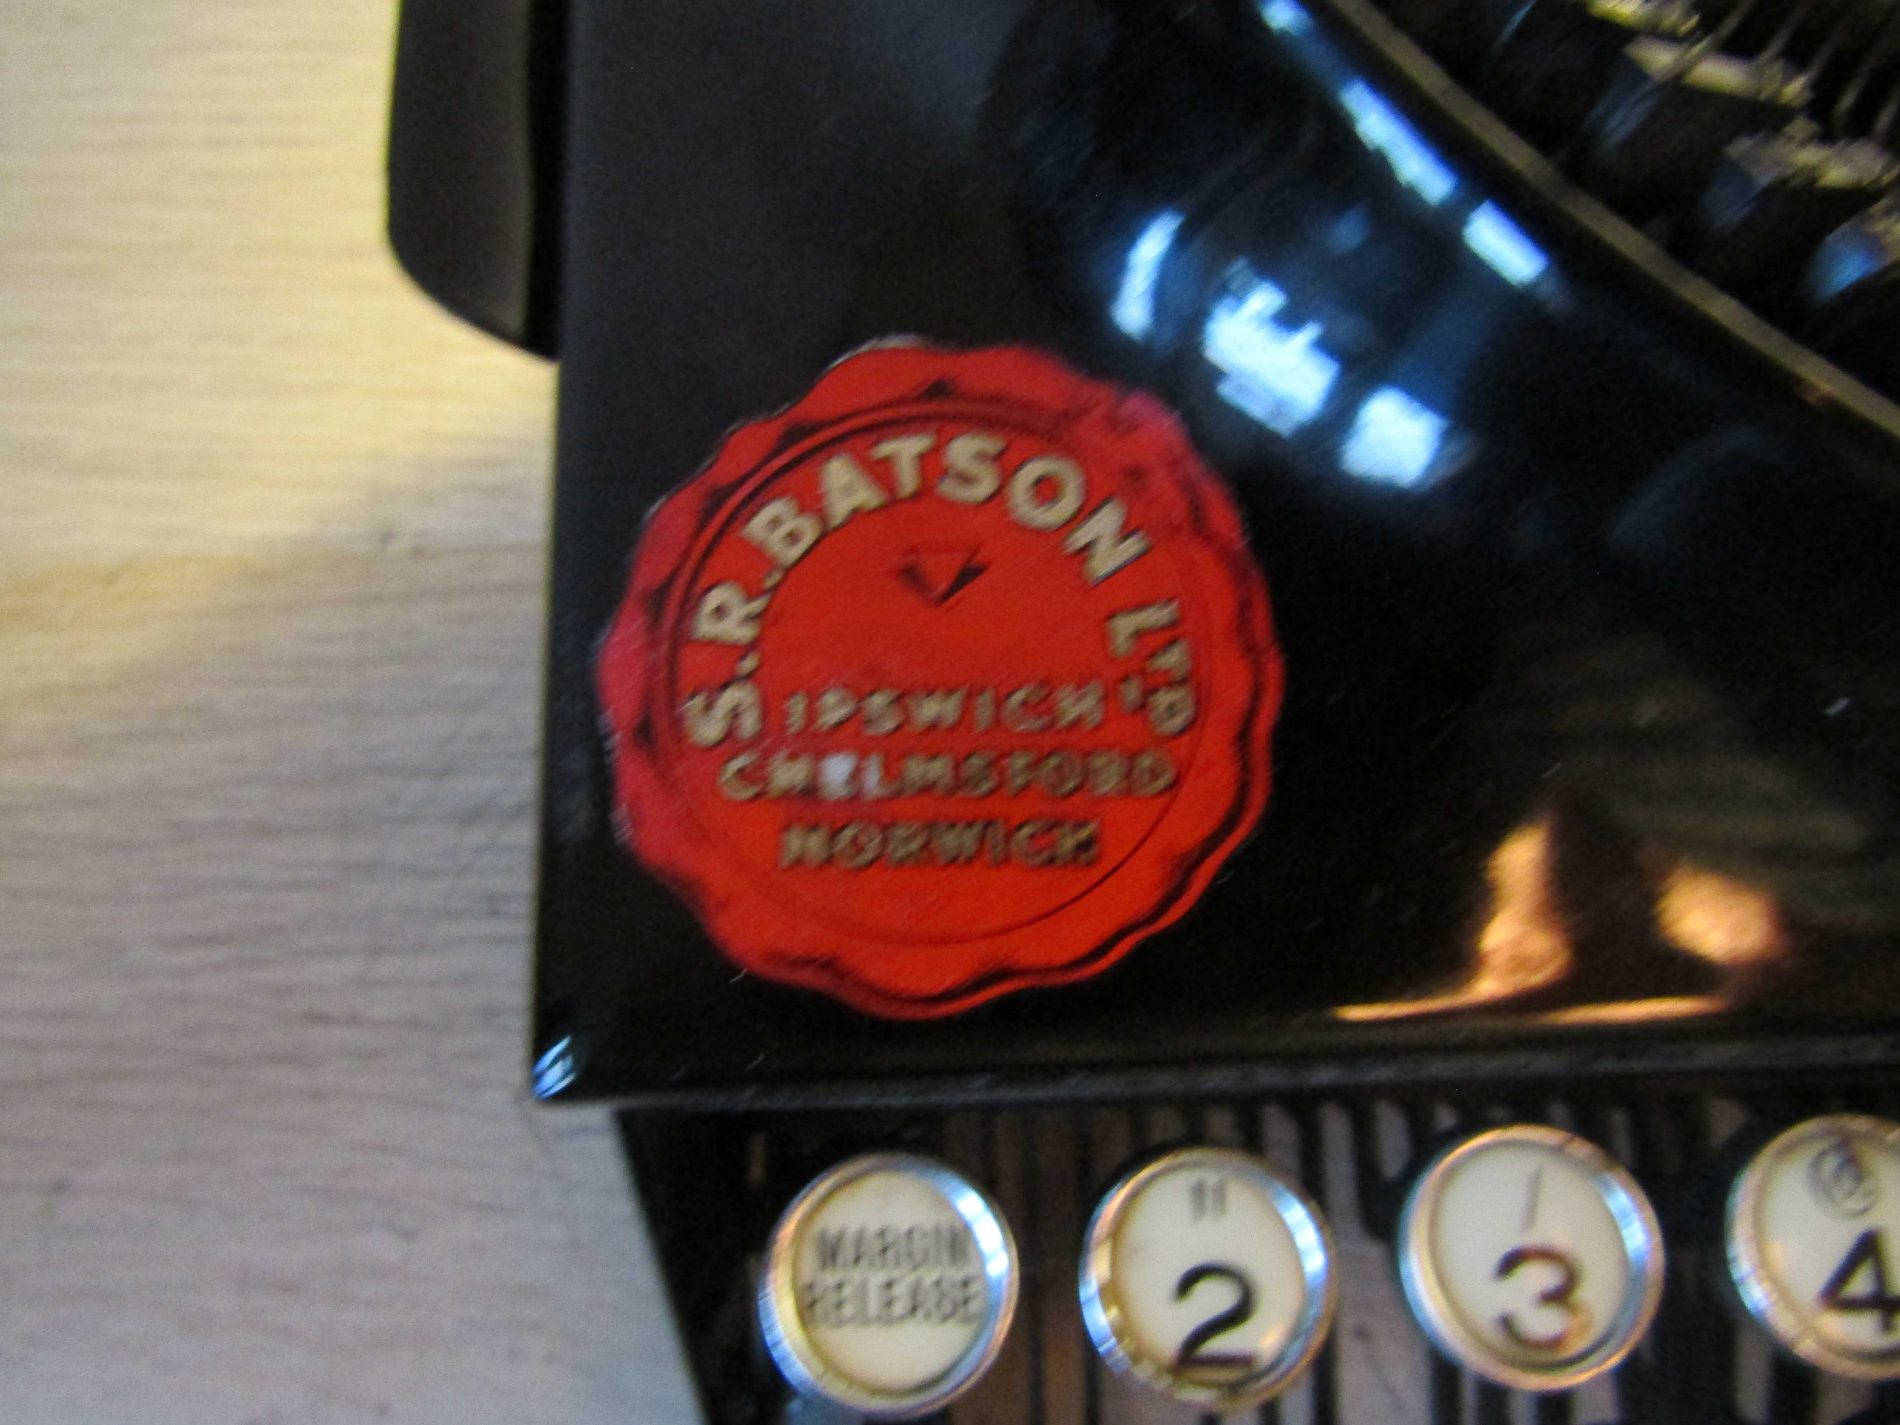 S.R.BATSON LTD
IPSWICH
CHELMSFORD
NORWICH
MARGIN
RELEASE
"
2
/
3
@
4